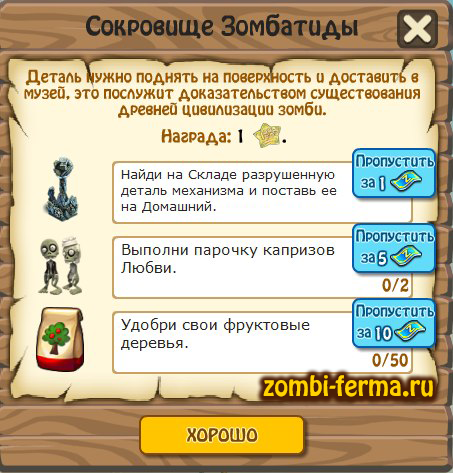 Сокровище Зомбатиды
Деталь нужно поднять на поверхность и доставить в
музей, это послужит доказательством существования
древней цивилизации зомби.
Награда: 1 .
Найди на Складе разрушенную
деталь механизма и поставь ее
на Домашний.
Пропустить
за 1
Выполни парочку капризов
Любви.
Пропустить
за 5
0/2
Удобри свои фруктовые
деревья.
Пропустить
за 10
0/50
zombi-ferma.ru
ХОРОШО